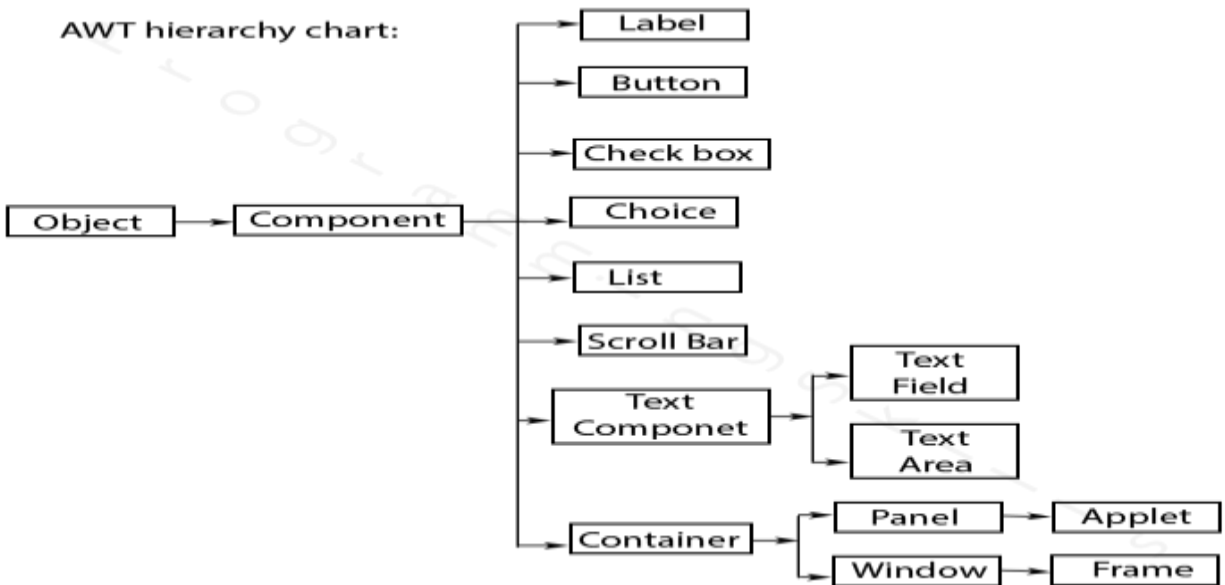 AWT hierarchy chart:
Label
Button
Check box
Object
Component
Choice
List
Scroll Bar
Text
Componet
Text
Field
Text
Area
Container
Panel
Applet
Window
Frame